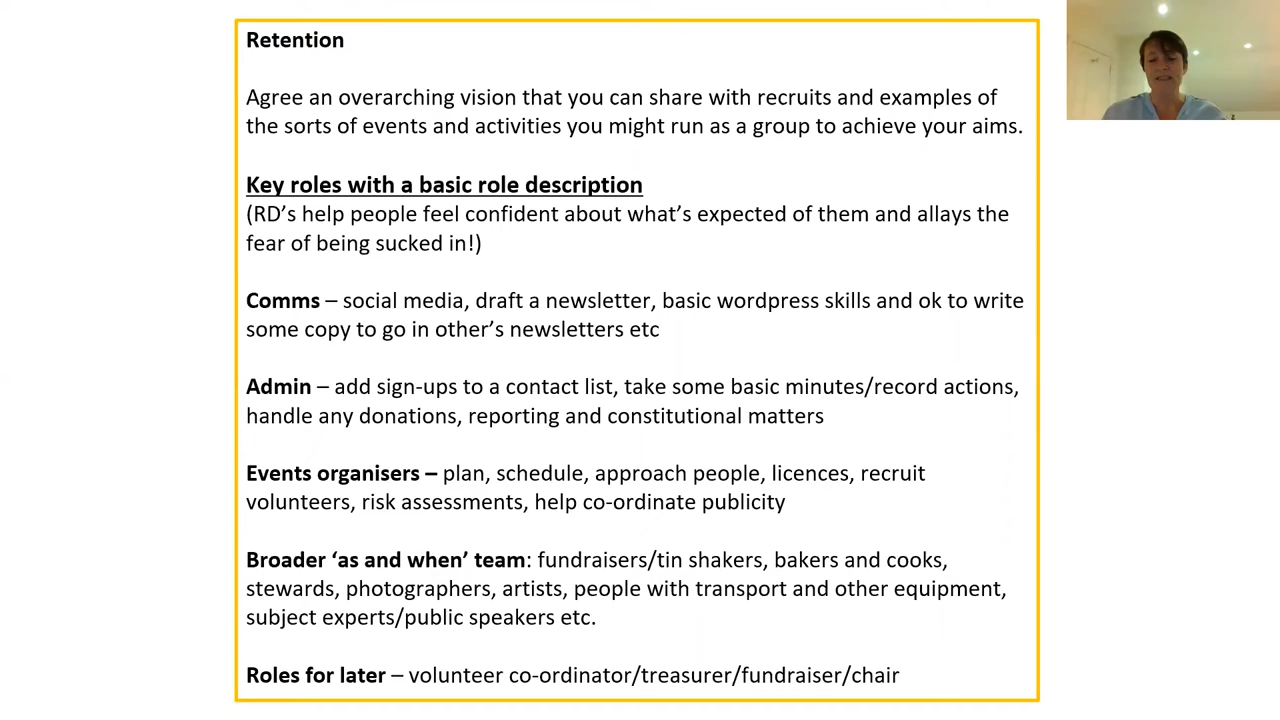 Retention
Agree an overarching vision that you can share with recruits and examples of
the sorts of events and activities you might run as a group to achieve your aims.
Key roles with a basic role description
(RD’s help people feel confident about what’s expected of them and allays the
fear of being sucked in!)
Comms – social media, draft a newsletter, basic wordpress skills and ok to write
some copy to go in other’s newsletters etc
Admin – add sign-ups to a contact list, take some basic minutes/record actions,
handle any donations, reporting and constitutional matters
Events organisers – plan, schedule, approach people, licences, recruit
volunteers, risk assessments, help co-ordinate publicity
Broader ‘as and when’ team: fundraisers/tin shakers, bakers and cooks,
stewards, photographers, artists, people with transport and other equipment,
subject experts/public speakers etc.
Roles for later – volunteer co-ordinator/treasurer/fundraiser/chair